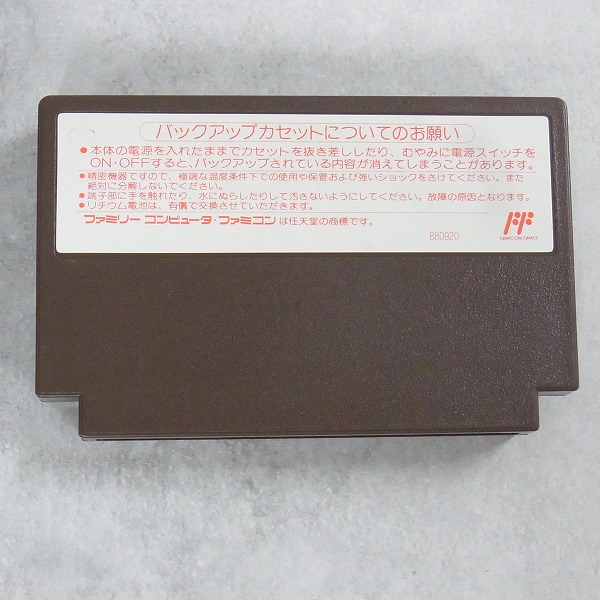 バックアップカセットについてのお願い
●本体の電源を入れたままでカセットを抜き差ししたり、むやみに電源スイッチを
ON・OFFすると、バックアップされている内容が消えてしまうことがあります。
●精密機器ですので、極端な温度条件下での使用や保管および強いショックをさけてください。また
絶対に分解しないでください。
●端子部に手を触れたり、水にぬらしたりして汚さないようにしてください。故障の原因となります。
●リチウム電池は、有償で交換させていただきます。
ファミリーコンピュータ・ファミコンは任天堂の商標です。
880920